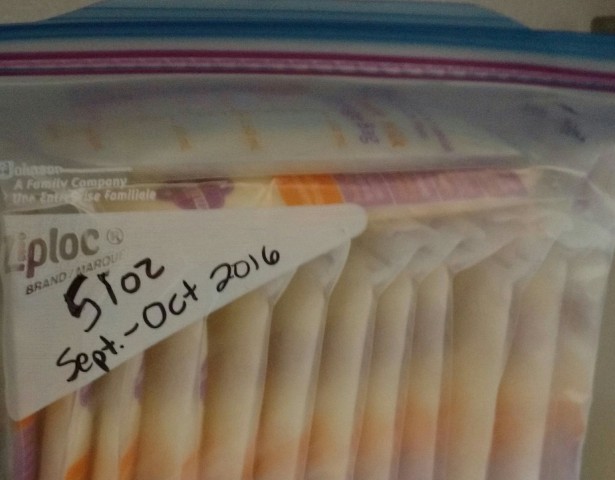 Johnson
A Family Company
Une Entreprise Familiale
Ziploc ®
BRAND / MARQUE
51oz
Sept.-Oct 2016